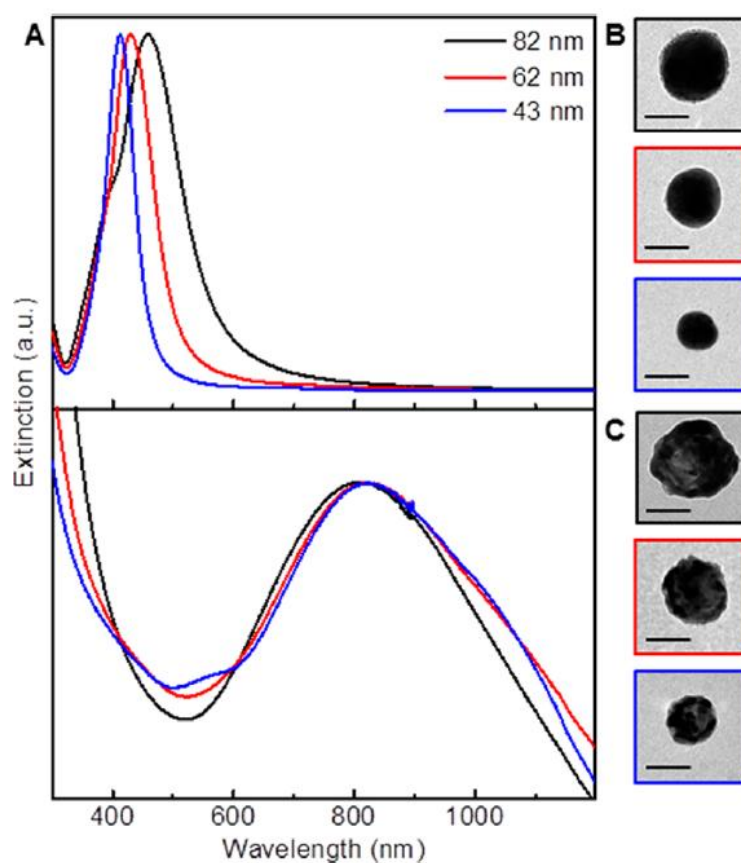 A
82 nm
62 nm
43 nm
B
C
Extinction (a.u.)
400 600 800 1000
Wavelength (nm)